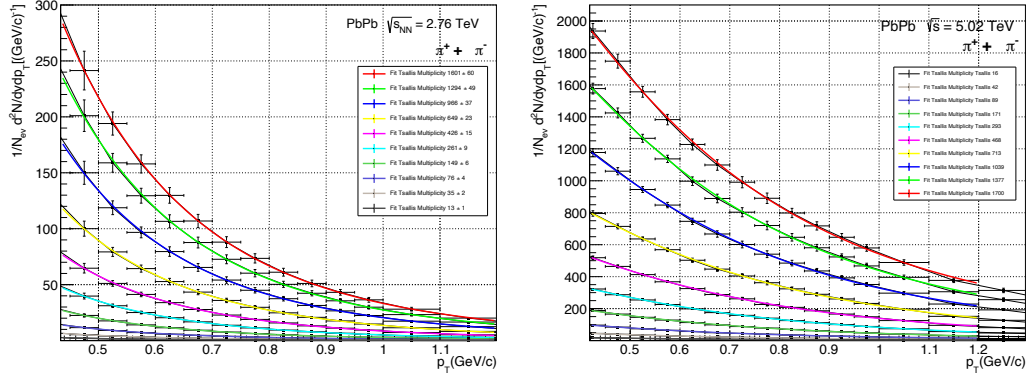 PbPb √s_NN = 2.76 TeV
π⁺ + π⁻
1/N_ev d²N/dydp_T[(GeV/c)⁻¹]
300
250
200
150
100
50
Fit Tsallis Multiplicity 1601 ± 60
Fit Tsallis Multiplicity 1294 ± 49
Fit Tsallis Multiplicity 966 ± 37
Fit Tsallis Multiplicity 649 ± 23
Fit Tsallis Multiplicity 426 ± 15
Fit Tsallis Multiplicity 261 ± 9
Fit Tsallis Multiplicity 149 ± 6
Fit Tsallis Multiplicity 76 ± 4
Fit Tsallis Multiplicity 35 ± 2
Fit Tsallis Multiplicity 13 ± 1
0.5 0.6 0.7 0.8 0.9 1 1.1
p_T(GeV/c)
PbPb √s = 5.02 TeV
π⁺ + π⁻
1/N_ev d²N/dydp_T[(GeV/c)⁻¹]
2000
1800
1600
1400
1200
1000
800
600
400
200
Fit Tsallis Multiplicity Tsallis 16
Fit Tsallis Multiplicity Tsallis 42
Fit Tsallis Multiplicity Tsallis 89
Fit Tsallis Multiplicity Tsallis 171
Fit Tsallis Multiplicity Tsallis 293
Fit Tsallis Multiplicity Tsallis 468
Fit Tsallis Multiplicity Tsallis 713
Fit Tsallis Multiplicity Tsallis 1039
Fit Tsallis Multiplicity Tsallis 1377
Fit Tsallis Multiplicity Tsallis 1700
0.5 0.6 0.7 0.8 0.9 1 1.1 1.2
p_T(GeV/c)